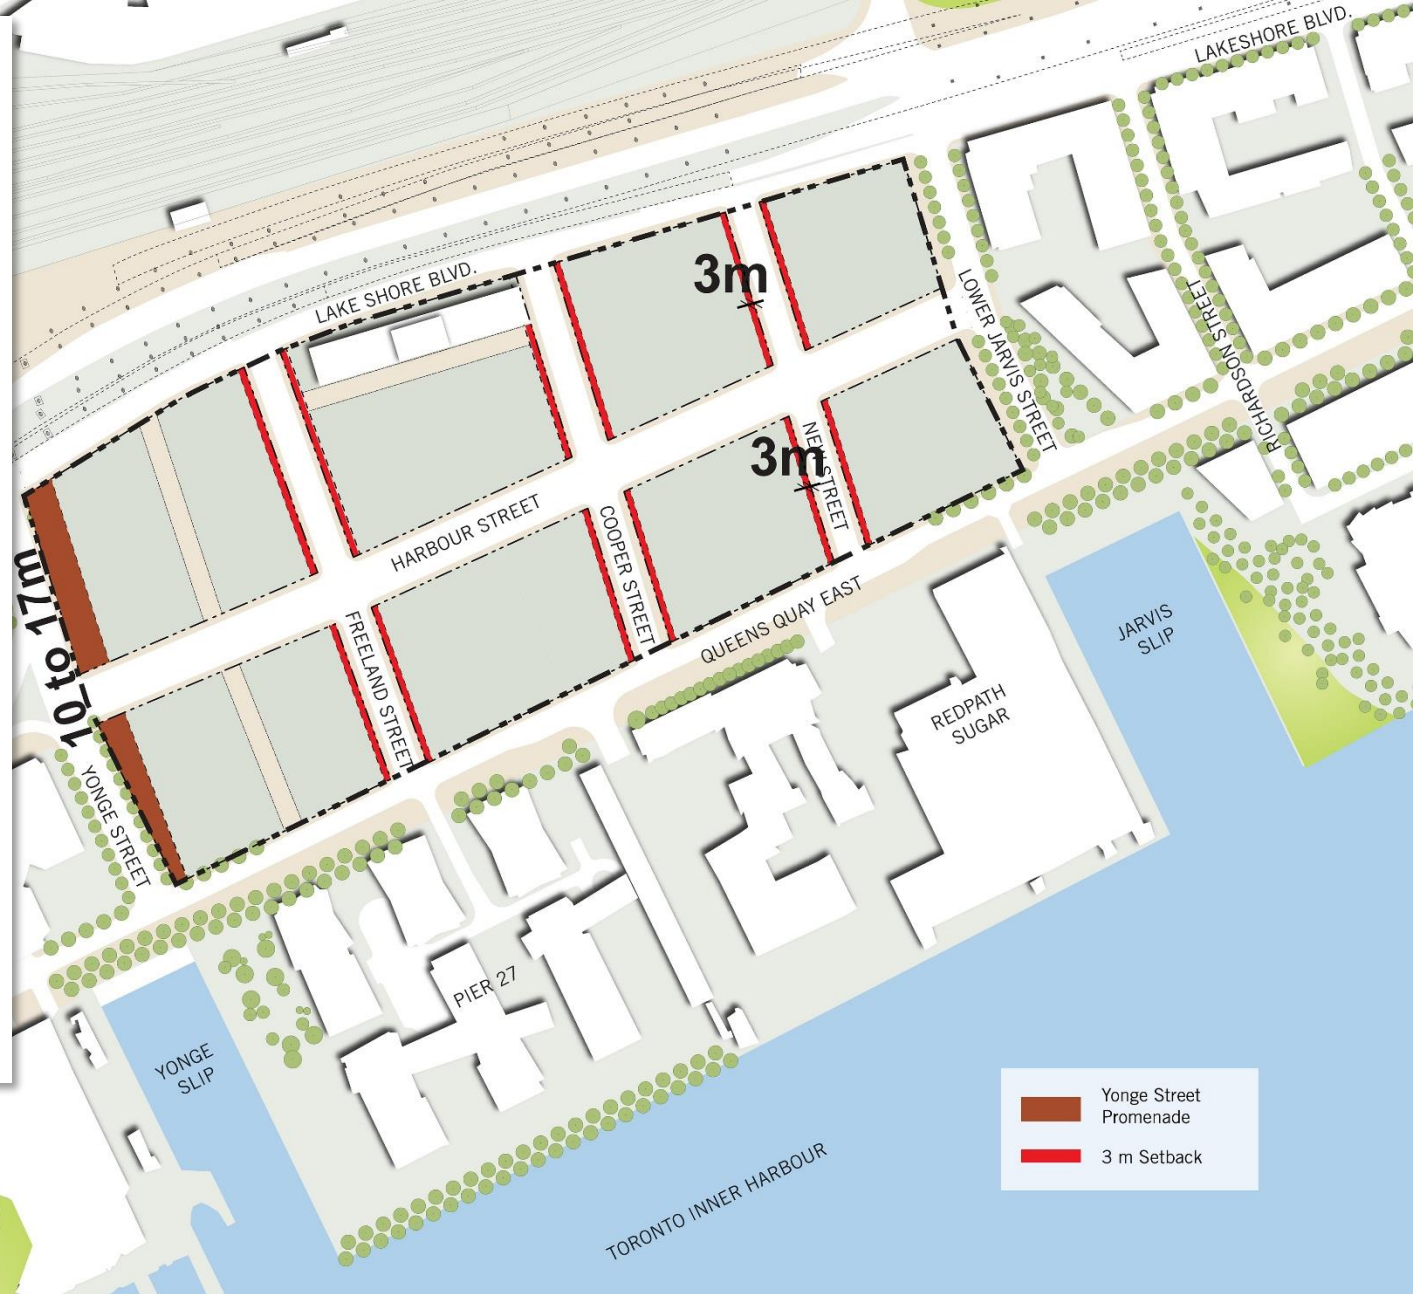 LAKESHORE BLVD.
LAKE SHORE BLVD.
3m
LOWER JARVIS STREET
RICHARDSON STREET
3m
NEW STREET
HARBOUR STREET
COOPER STREET
10 to 17m
FREELAND STREET
QUEENS QUAY EAST
JARVIS
SLIP
REDPATH
SUGAR
YONGE STREET
PIER 27
YONGE
SLIP
Yonge Street
Promenade
3 m Setback
TORONTO INNER HARBOUR